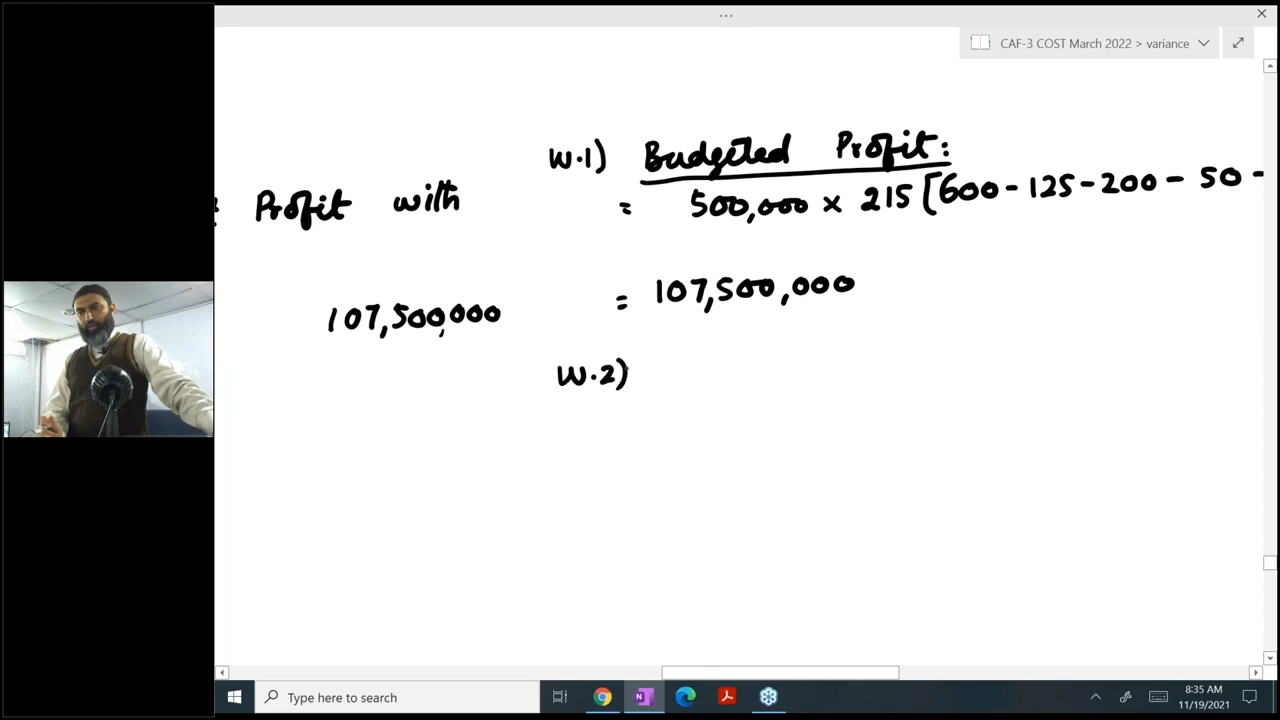 CAF-3 COST March 2022 > variance
W.1) Budgeted Profit:
: Profit with
= 500,000 × 215 [600-125-200-50-
107,500,000
= 107,500,000
W.2)
Type here to search
8:35 AM
11/19/2021